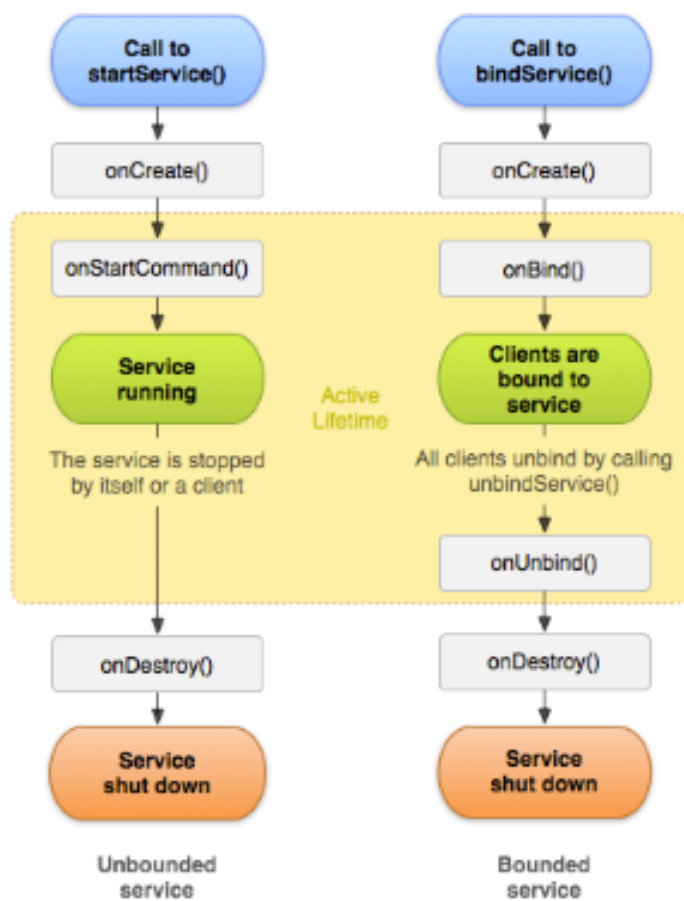 Call to
startService()
onCreate()
onStartCommand()
Service
running
The service is stopped
by itself or a client
onDestroy()
Service
shut down
Unbounded
service
Active
Lifetime
Call to
bindService()
onCreate()
onBind()
Clients are
bound to
service
All clients unbind by calling
unbindService()
onUnbind()
onDestroy()
Service
shut down
Bounded
service